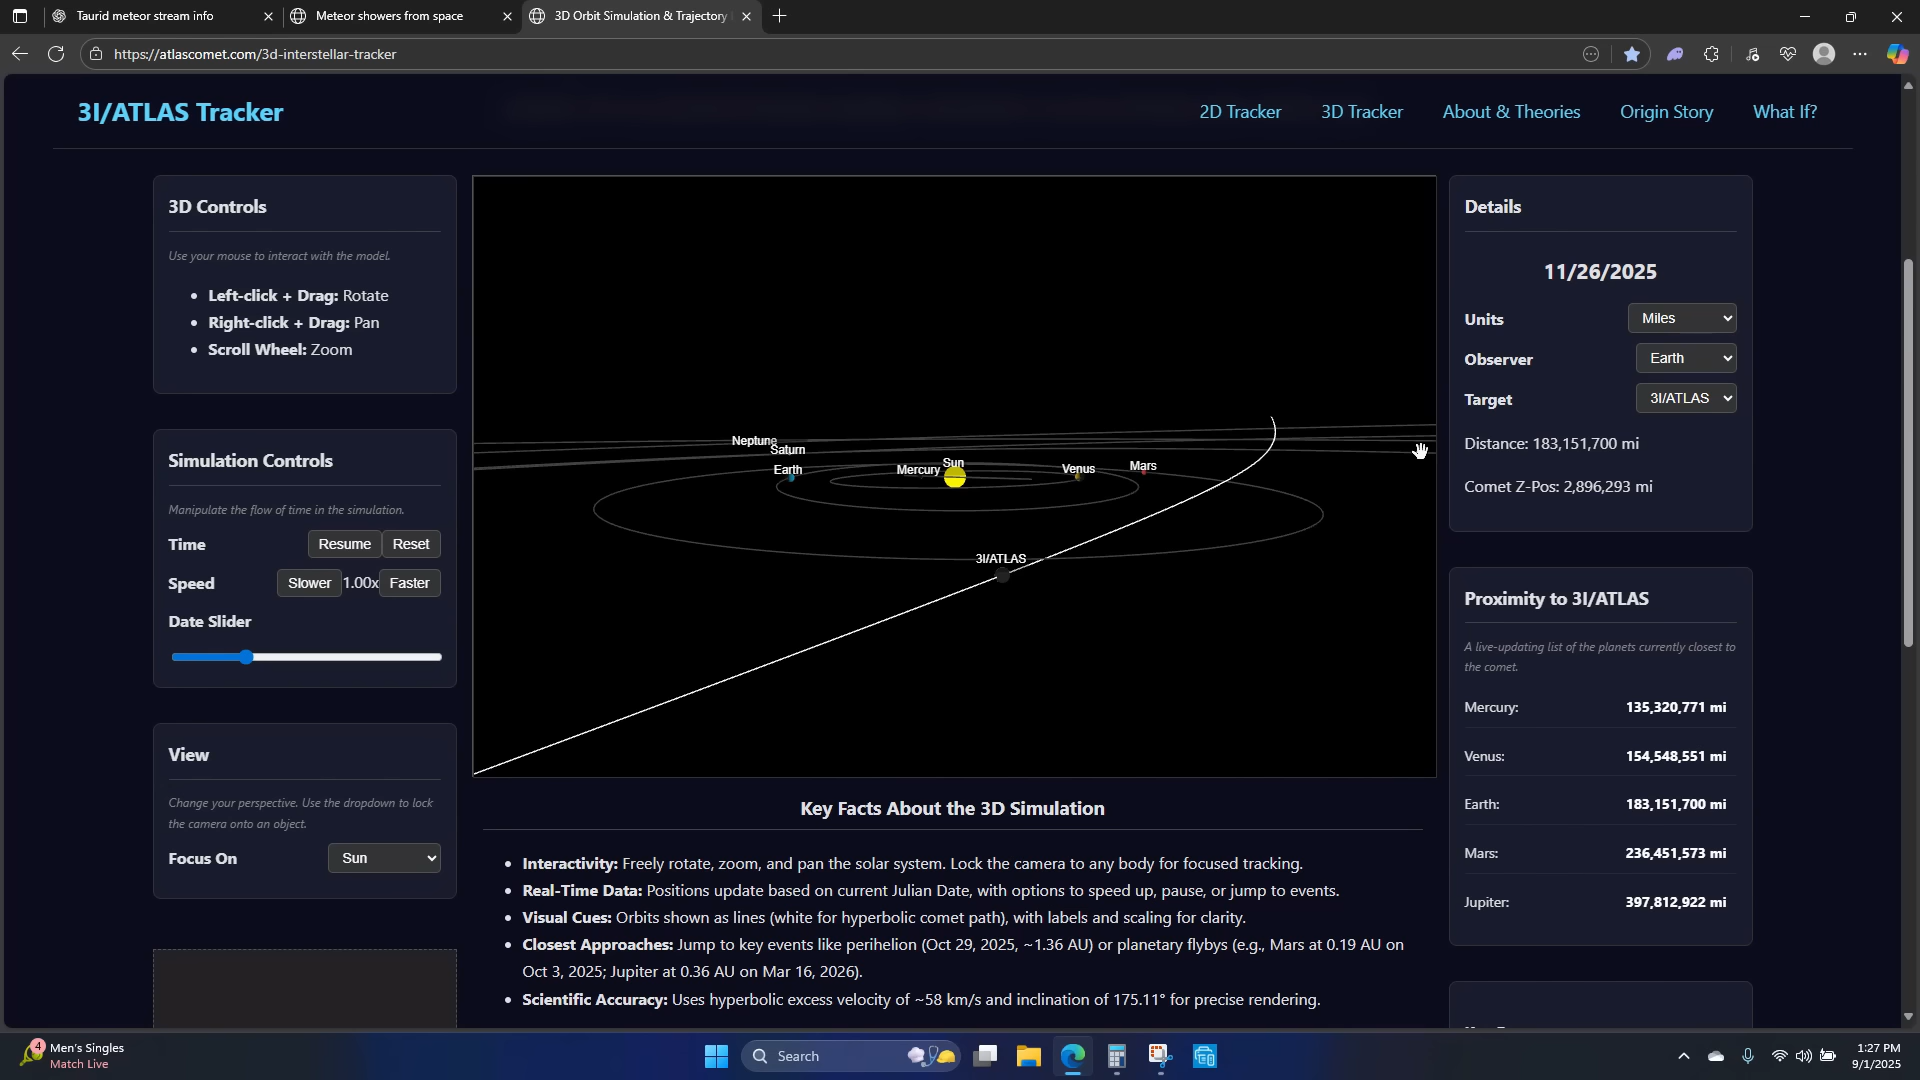 Taurid meteor stream info
Meteor showers from space
3D Orbit Simulation & Trajectory
https://atlascomet.com/3d-interstellar-tracker
3I/ATLAS Tracker
2D Tracker
3D Tracker
About & Theories
Origin Story
What If?
3D Controls
Use your mouse to interact with the model.
• Left-click + Drag: Rotate
• Right-click + Drag: Pan
• Scroll Wheel: Zoom
Simulation Controls
Manipulate the flow of time in the simulation.
Time Resume Reset
Speed Slower 1.00x Faster
Date Slider
View
Change your perspective. Use the dropdown to lock
the camera onto an object.
Focus On Sun
Neptune
Saturn
Earth
Mercury
Sun
Venus
Mars
3I/ATLAS
Key Facts About the 3D Simulation
• Interactivity: Freely rotate, zoom, and pan the solar system. Lock the camera to any body for focused tracking.
• Real-Time Data: Positions update based on current Julian Date, with options to speed up, pause, or jump to events.
• Visual Cues: Orbits shown as lines (white for hyperbolic comet path), with labels and scaling for clarity.
• Closest Approaches: Jump to key events like perihelion (Oct 29, 2025, ~1.36 AU) or planetary flybys (e.g., Mars at 0.19 AU on
Oct 3, 2025; Jupiter at 0.36 AU on Mar 16, 2026).
• Scientific Accuracy: Uses hyperbolic excess velocity of ~58 km/s and inclination of 175.11° for precise rendering.
Details
11/26/2025
Units Miles
Observer Earth
Target 3I/ATLAS
Distance: 183,151,700 mi
Comet Z-Pos: 2,896,293 mi
Proximity to 3I/ATLAS
A live-updating list of the planets currently closest to
the comet.
Mercury: 135,320,771 mi
Venus: 154,548,551 mi
Earth: 183,151,700 mi
Mars: 236,451,573 mi
Jupiter: 397,812,922 mi
4
Men's Singles
Match Live
Search
1:27 PM
9/1/2025